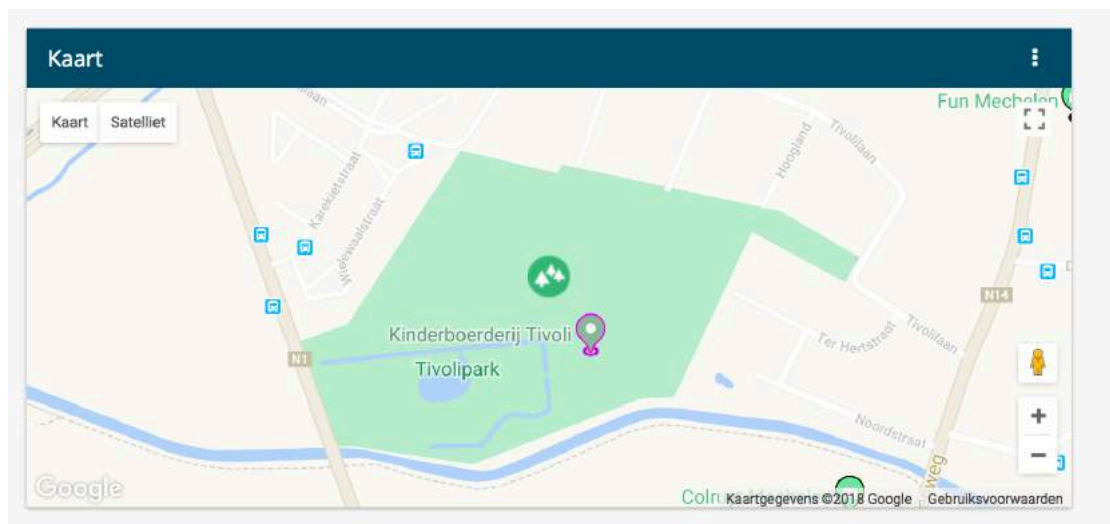 Kaart
Kaart Satelliet
Fun Mechelen
Tivolilaan
Hoogland
Karekietstraat
Wielewaalstraat
N14
Kinderboerderij Tivoli
Tivolipark
N1
Ter Hertstraat
Tivolilaan
Noordstraat
Google
Kaartgegevens ©2018 Google Gebruiksvoorwaarden